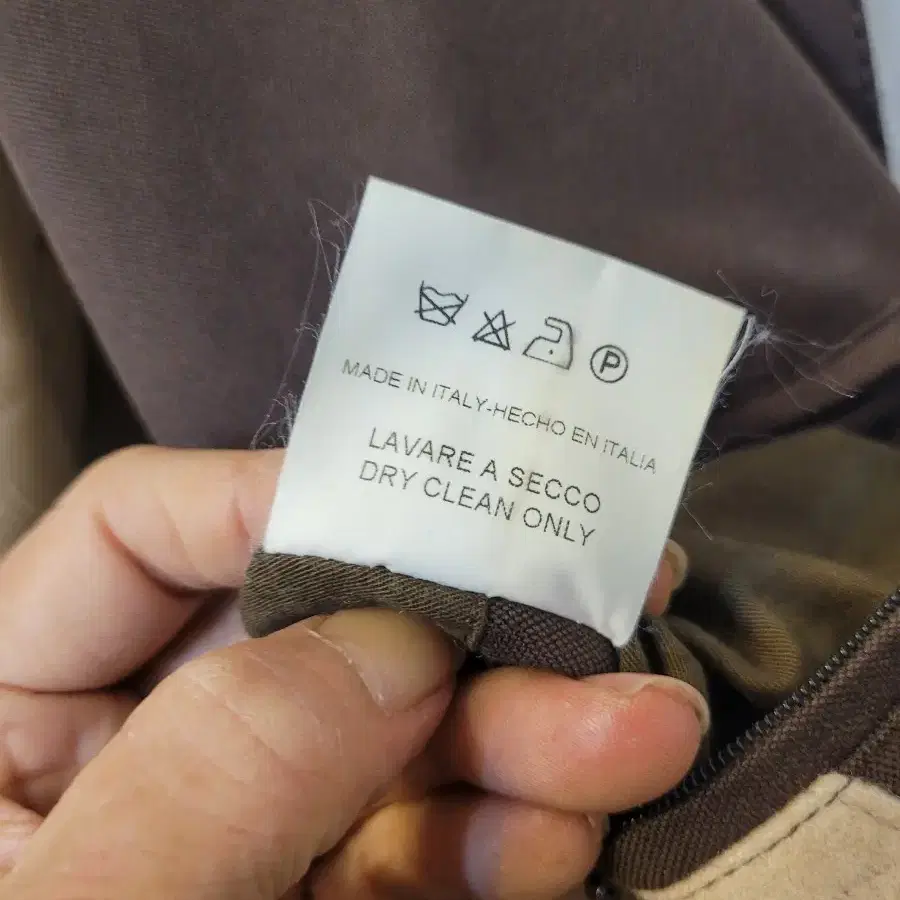 P
MADE IN ITALY-HECHO EN ITALIA
LAVARE A SECCO
DRY CLEAN ONLY